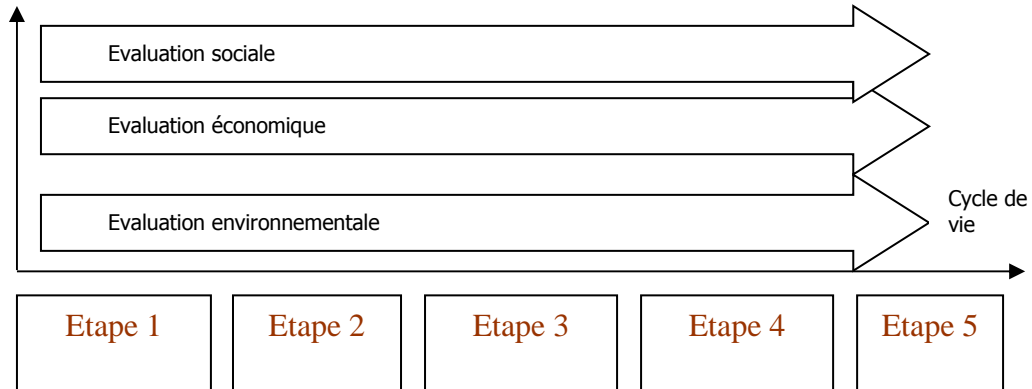 Evaluation sociale
Evaluation économique
Evaluation environnementale
Cycle de
vie
Etape 1
Etape 2
Etape 3
Etape 4
Etape 5